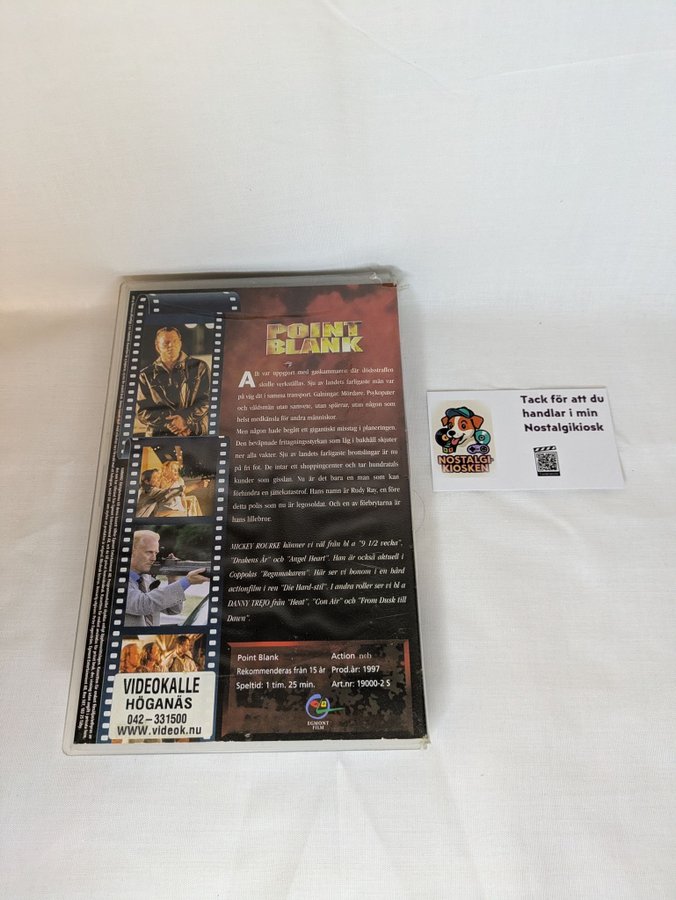 POINT
BLANK
Allt var uppgjort med gaskammaren där dödsstraffen
skulle verkställas. Sju av landets farligaste män var
på väg dit i samma transport. Galningar. Mördare. Psykopater
och våldsmän utan samvete, utan spärrar, utan någon som
helst medkänsla för andra människor.
Men någon hade begått ett gigantiskt misstag i planeringen.
Den beväpnade fritagningsstyrkan som låg i bakhåll skjuter
ner alla vakter. Sju av landets farligaste brottslingar är nu
på fri fot. De intar ett shoppingcenter och tar hundratals
kunder som gisslan. Nu är det bara en man som kan
förhindra en jättekatastrof. Hans namn är Rudy Ray, en före
detta polis som nu är legosoldat. Och en av förbrytarna är
hans lillebror.
MICKEY ROURKE känner vi väl från bl a "9 1/2 vecka",
"Drakens År" och "Angel Heart". Han är också aktuell i
Coppolas "Regnmakaren". Här ser vi honom i en hård
actionfilm i ren "Die Hard-stil". I andra roller ser vi bl a
DANNY TREJO från "Heat", "Con Air" och "From Dusk till
Dawn".
Point Blank Action ncb
Rekommenderas från 15 år Prod.år: 1997
Speltid: 1 tim. 25 min. Art.nr: 19000-2 S
EGMONT
FILM
VIDEOKALLE
HÖGANÄS
042-331500
WWW.videok.nu
NOSTALGI-
KIOSKEN
Tack för att du
handlar i min
Nostalgikiosk